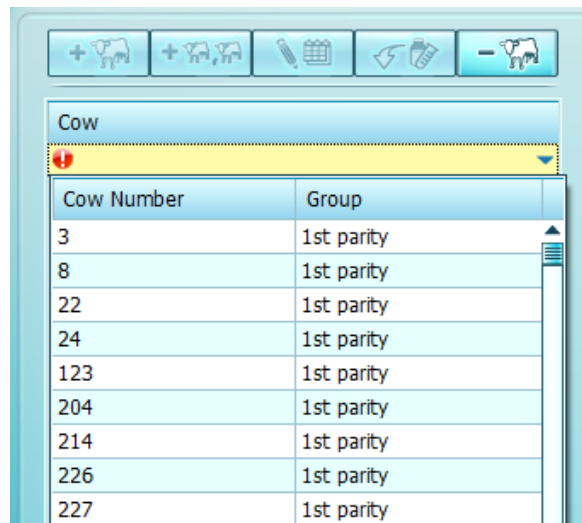 Cow
Cow Number Group
3 1st parity
8 1st parity
22 1st parity
24 1st parity
123 1st parity
204 1st parity
214 1st parity
226 1st parity
227 1st parity